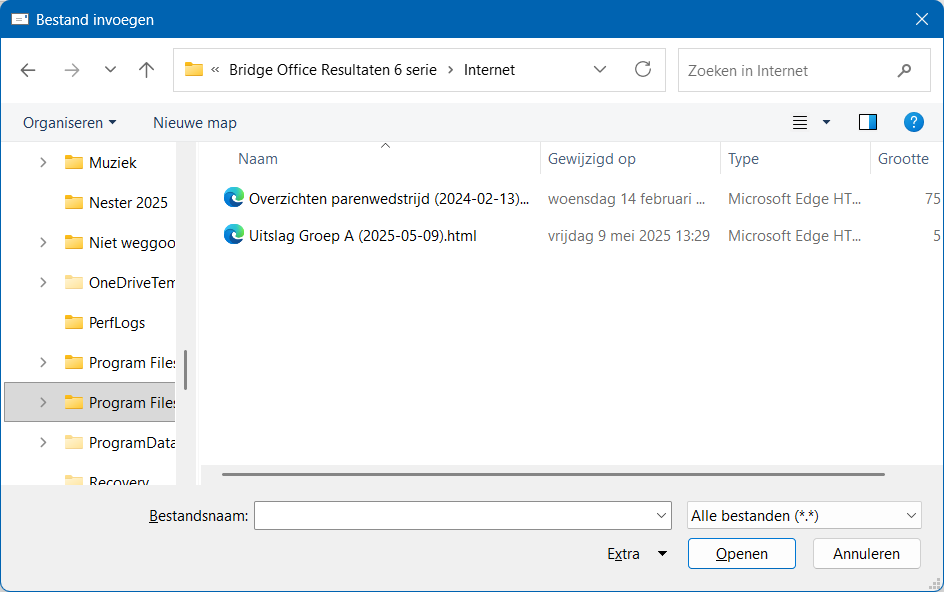 Bestand invoegen
« Bridge Office Resultaten 6 serie › Internet
Zoeken in Internet
Organiseren
Nieuwe map
?
Muziek
Nester 2025
Niet weggoo
OneDriveTem
PerfLogs
Program Files
Program Files
ProgramData
Recovery
Naam Gewijzigd op Type Grootte
Overzichten parenwedstrijd (2024-02-13)... woensdag 14 februari ... Microsoft Edge HT... 75
Uitslag Groep A (2025-05-09).html vrijdag 9 mei 2025 13:29 Microsoft Edge HT... 5
Bestandsnaam:
Alle bestanden (*.*)
Extra
Openen
Annuleren